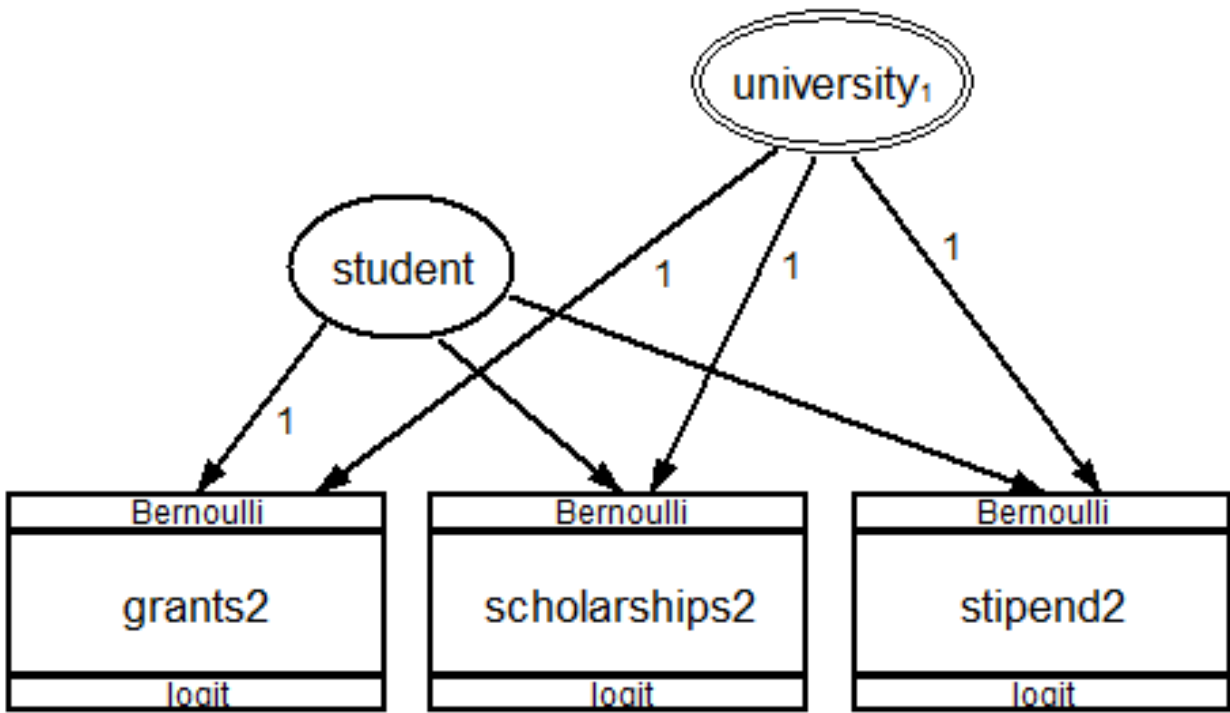 university₁
student
1
1
1
1
Bernoulli
Bernoulli
Bernoulli
grants2
scholarships2
stipend2
logit
logit
logit